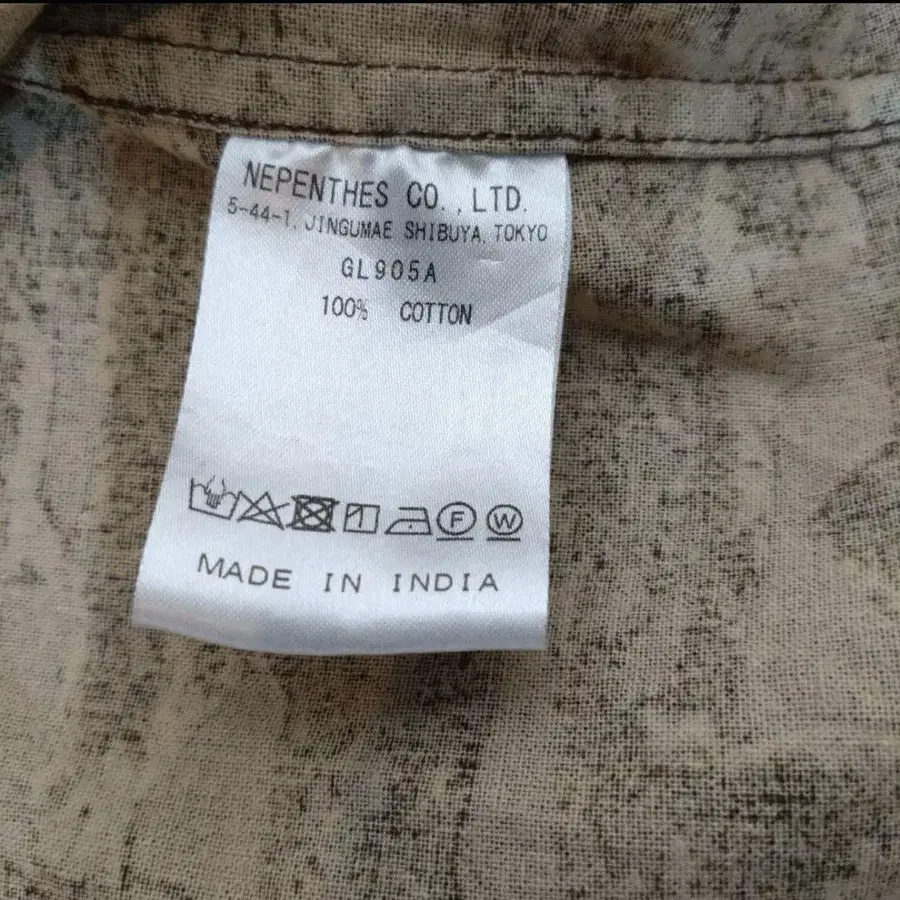 NEPENTHES CO.,LTD.
5-44-1, JINGUMAE SHIBUYA, TOKYO
GL905A
100% COTTON
F W
MADE IN INDIA